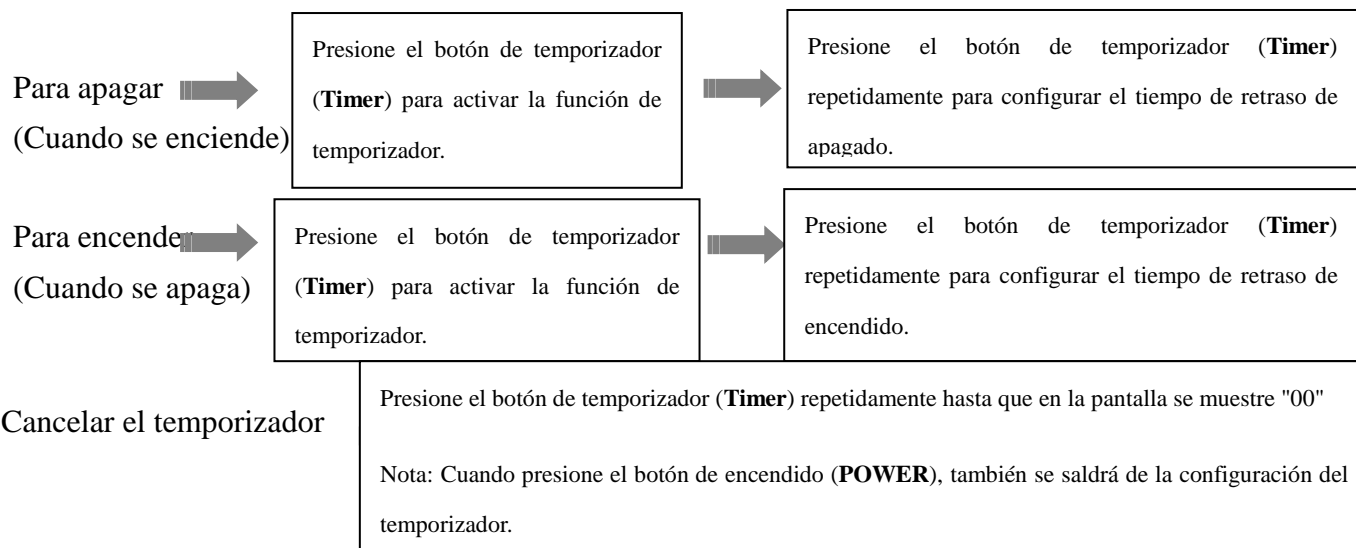 Para apagar
(Cuando se enciende)
Presione el botón de temporizador
(Timer) para activar la función de
temporizador.
Presione el botón de temporizador (Timer)
repetidamente para configurar el tiempo de retraso de
apagado.
Para encender
(Cuando se apaga)
Presione el botón de temporizador
(Timer) para activar la función de
temporizador.
Presione el botón de temporizador (Timer)
repetidamente para configurar el tiempo de retraso de
encendido.
Cancelar el temporizador
Presione el botón de temporizador (Timer) repetidamente hasta que en la pantalla se muestre "00"
Nota: Cuando presione el botón de encendido (POWER), también se saldrá de la configuración del
temporizador.